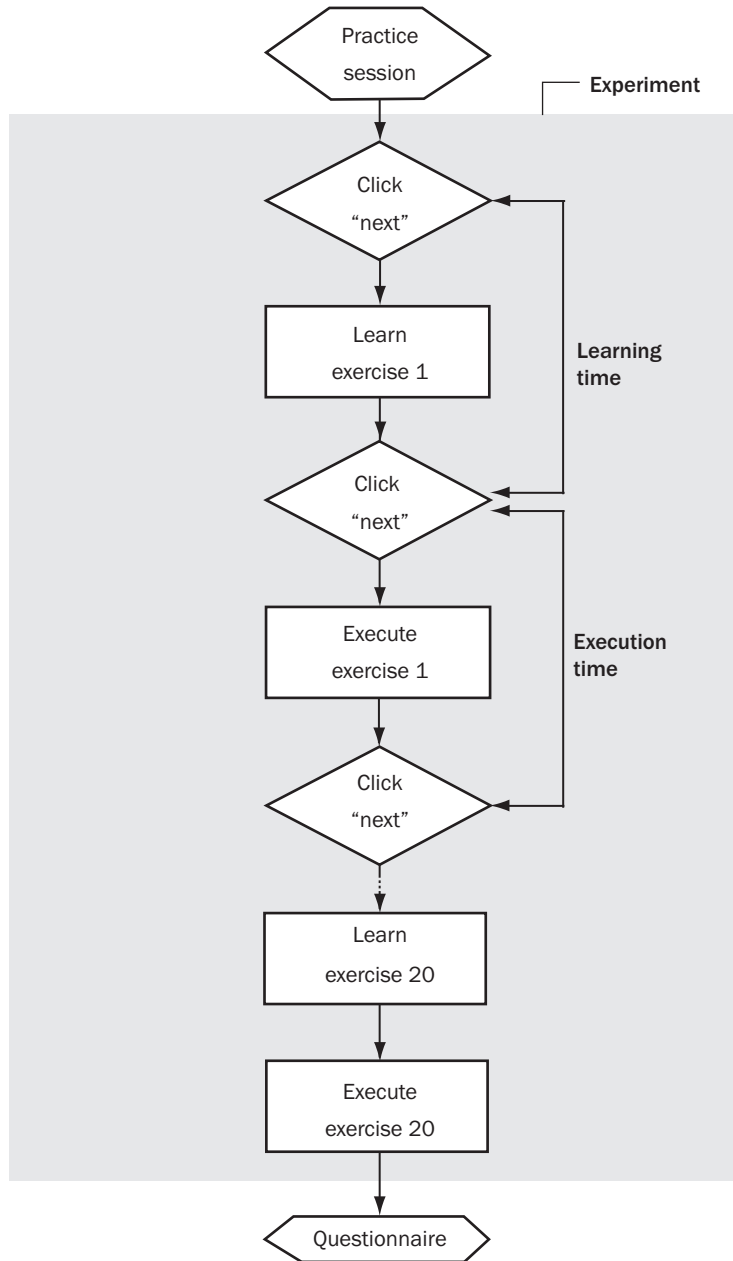 Practice
session
Experiment
Click
“next”
Learn
exercise 1
Learning
time
Click
“next”
Execute
exercise 1
Execution
time
Click
“next”
Learn
exercise 20
Execute
exercise 20
Questionnaire